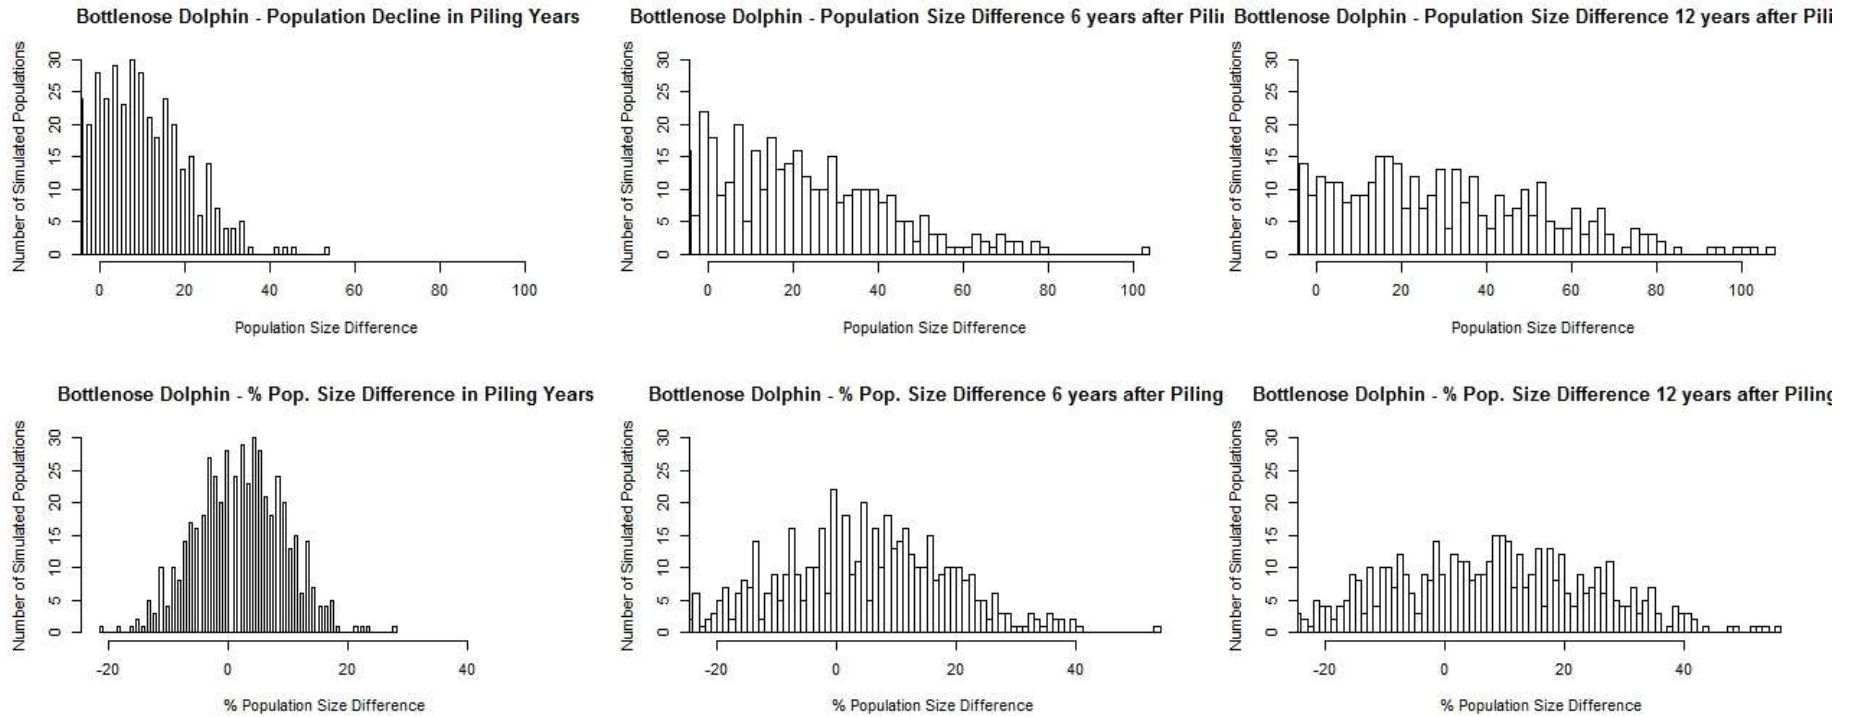 Bottlenose Dolphin - Population Decline in Piling Years
Number of Simulated Populations
30
25
20
15
10
5
0
0 20 40 60 80 100
Population Size Difference
Bottlenose Dolphin - Population Size Difference 6 years after Pili
Number of Simulated Populations
30
25
20
15
10
5
0
0 20 40 60 80 100
Population Size Difference
Bottlenose Dolphin - Population Size Difference 12 years after Pili
Number of Simulated Populations
30
25
20
15
10
5
0
0 20 40 60 80 100
Population Size Difference
Bottlenose Dolphin - % Pop. Size Difference in Piling Years
Number of Simulated Populations
30
25
20
15
10
5
0
-20 0 20 40
% Population Size Difference
Bottlenose Dolphin - % Pop. Size Difference 6 years after Piling
Number of Simulated Populations
30
25
20
15
10
5
0
-20 0 20 40
% Population Size Difference
Bottlenose Dolphin - % Pop. Size Difference 12 years after Piling
Number of Simulated Populations
30
25
20
15
10
5
0
-20 0 20 40
% Population Size Difference